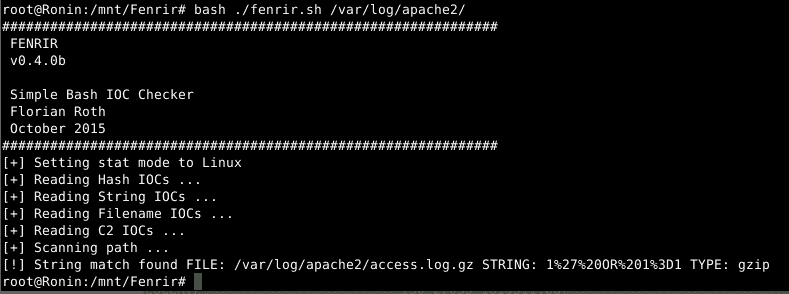 root@Ronin:/mnt/Fenrir# bash ./fenrir.sh /var/log/apache2/
##############################################################
FENRIR
v0.4.0b
Simple Bash IOC Checker
Florian Roth
October 2015
##############################################################
[+] Setting stat mode to Linux
[+] Reading Hash IOCs ...
[+] Reading String IOCs ...
[+] Reading Filename IOCs ...
[+] Reading C2 IOCs ...
[+] Scanning path ...
[!] String match found FILE: /var/log/apache2/access.log.gz STRING: 1%27%20OR%201%3D1 TYPE: gzip
root@Ronin:/mnt/Fenrir#